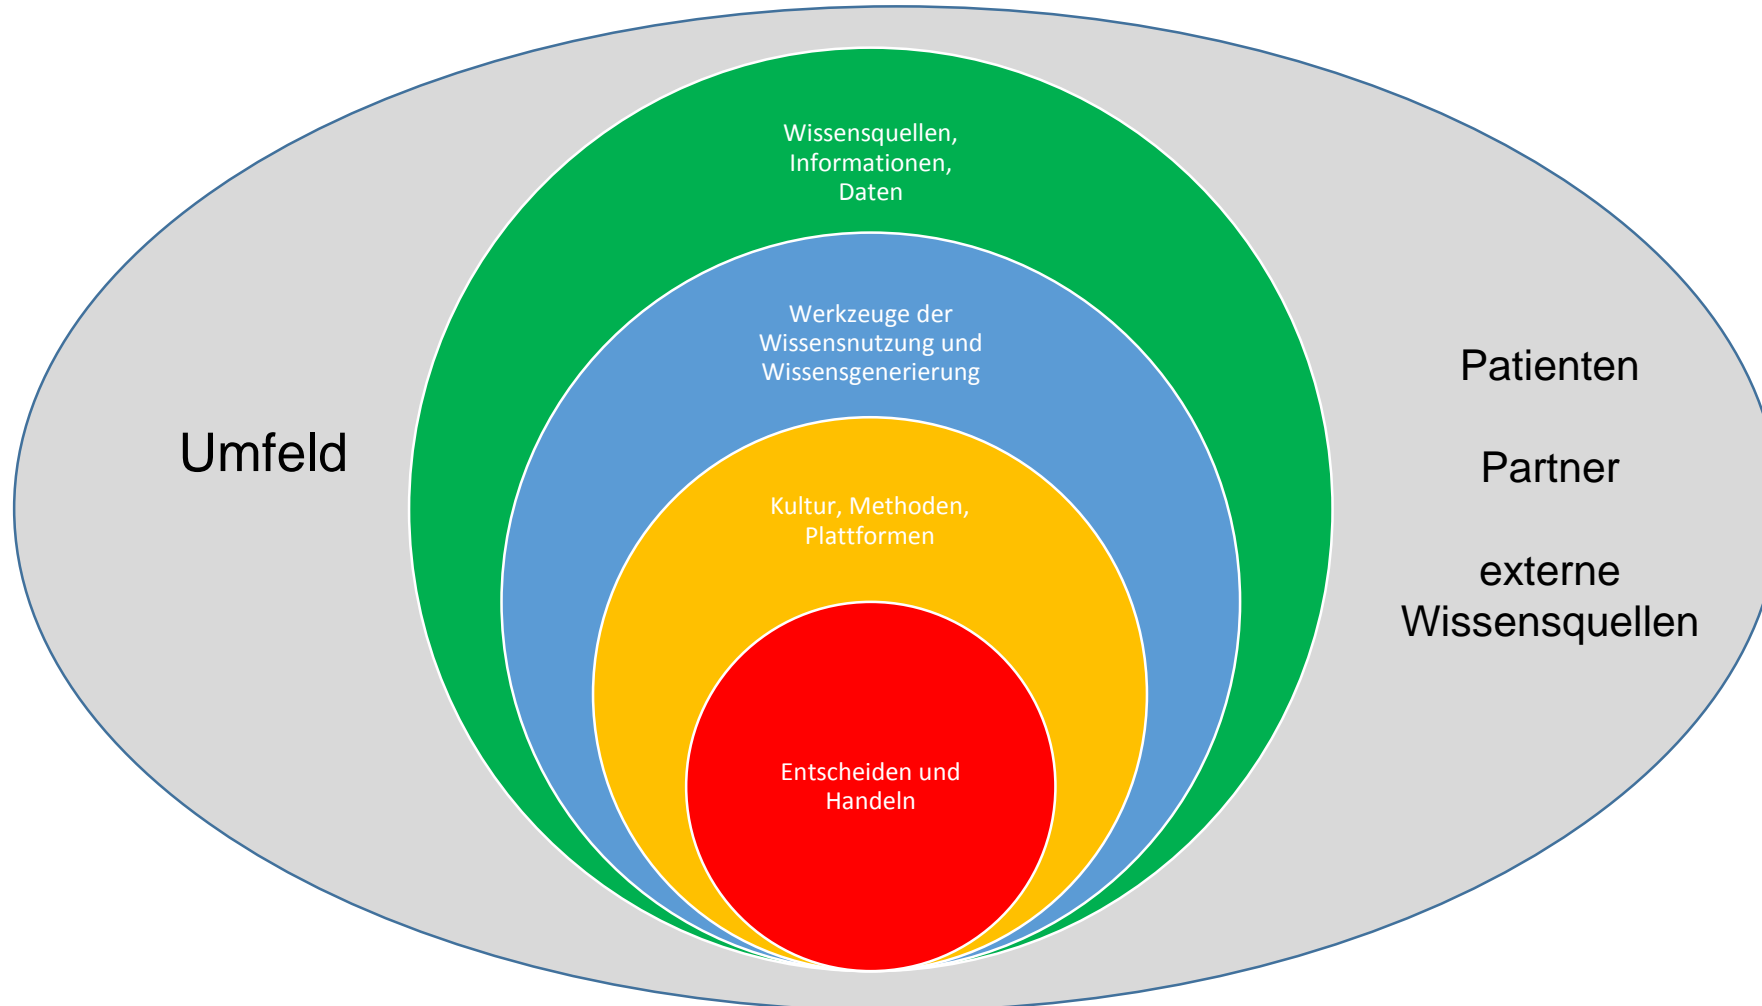 Wissensquellen,
Informationen,
Daten
Werkzeuge der
Wissensnutzung und
Wissensgenerierung
Kultur, Methoden,
Plattformen
Entscheiden und
Handeln
Umfeld
Patienten
Partner
externe
Wissensquellen